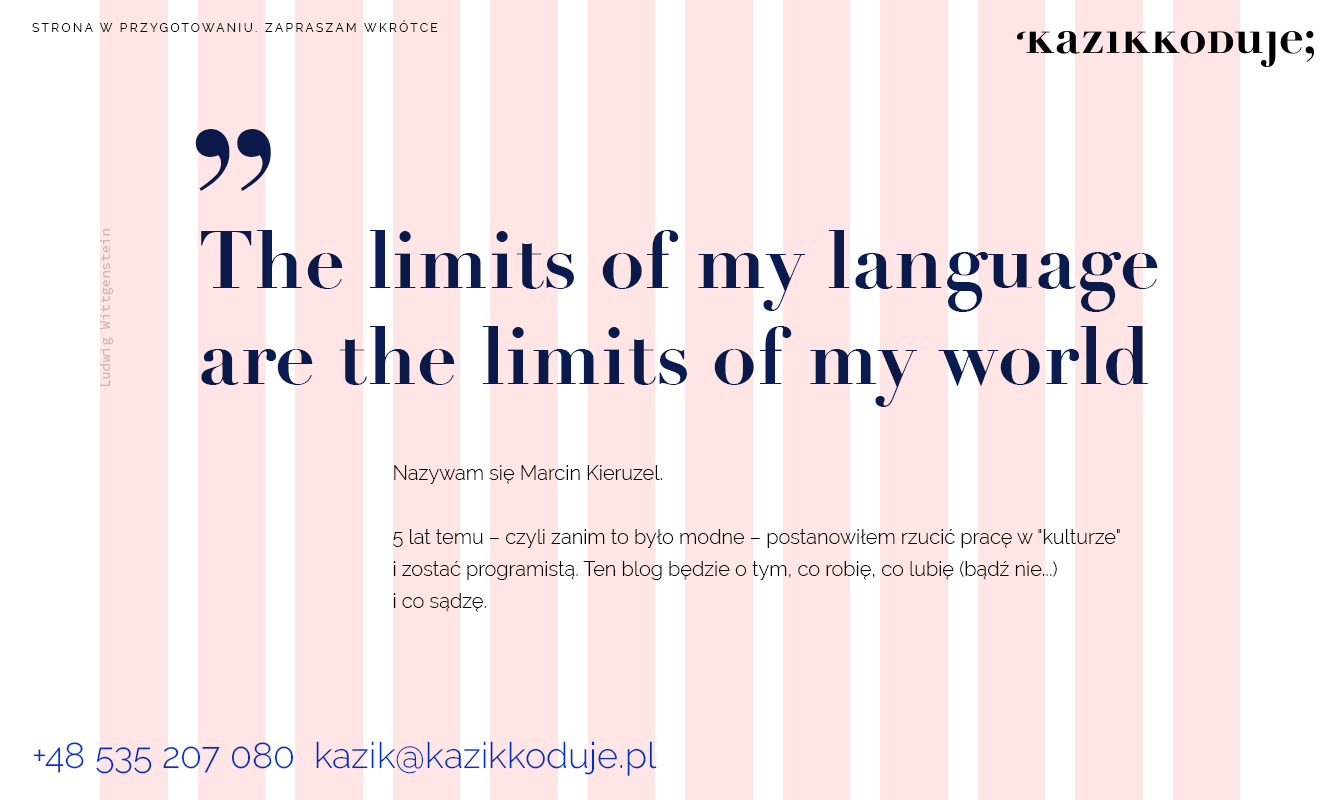 STRONA W PRZYGOTOWANIU. ZAPRASZAM WKRÓTCE
kazikkoduje;
”
The limits of my language
are the limits of my world
Ludwig Wittgenstein
Nazywam się Marcin Kieruzel.
5 lat temu – czyli zanim to było modne – postanowiłem rzucić pracę w "kulturze"
i zostać programistą. Ten blog będzie o tym, co robię, co lubię (bądź nie...)
i co sądzę.
+48 535 207 080 kazik@kazikkoduje.pl